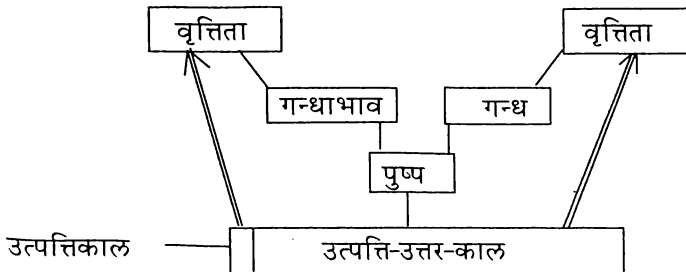 वृत्तिता वृत्तिता
गन्धाभाव गन्ध
पुष्प
उत्पत्तिकाल उत्पत्ति-उत्तर-काल